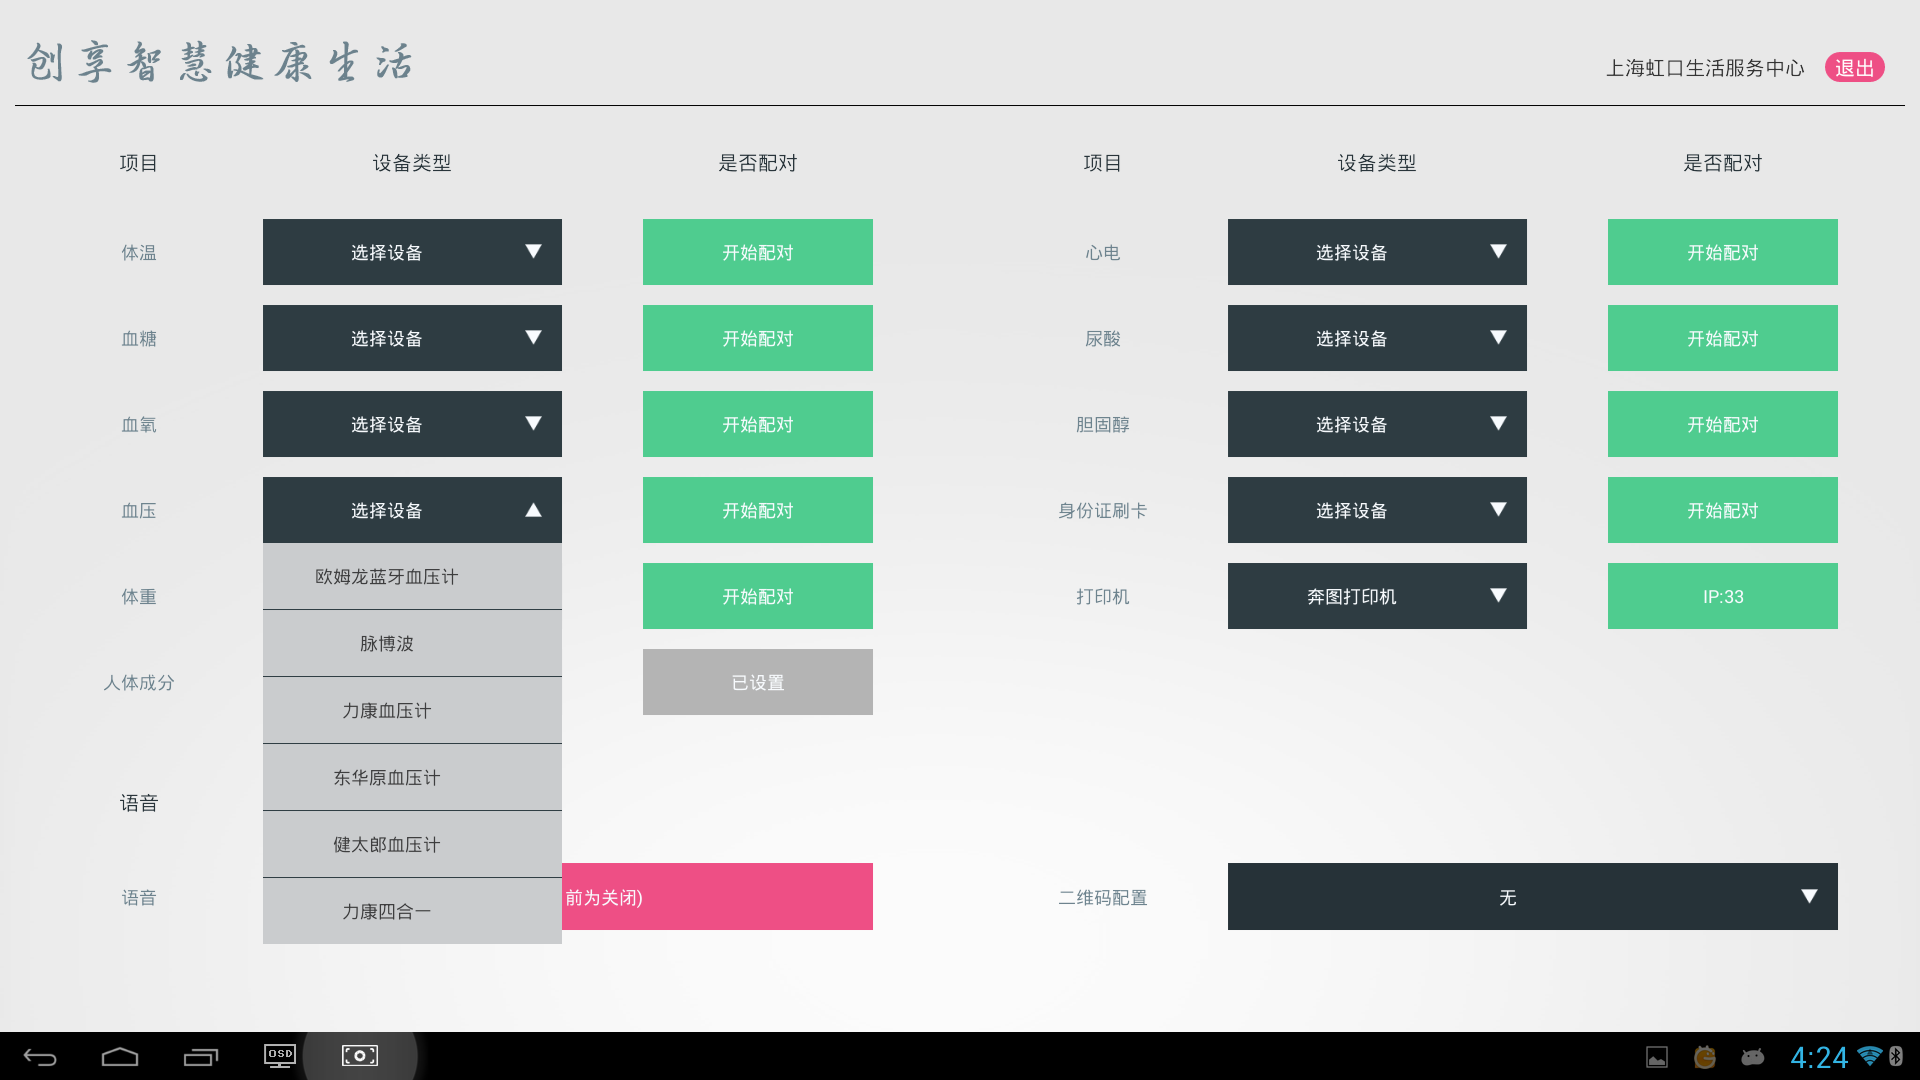 创享智慧健康生活
上海虹口生活服务中心 退出
项目 设备类型 是否配对 项目 设备类型 是否配对
体温 选择设备 开始配对 心电 选择设备 开始配对
血糖 选择设备 开始配对 尿酸 选择设备 开始配对
血氧 选择设备 开始配对 胆固醇 选择设备 开始配对
血压 选择设备 开始配对 身份证刷卡 选择设备 开始配对
欧姆龙蓝牙血压计
体重 开始配对 打印机 奔图打印机 IP:33
脉博波
人体成分 已设置
力康血压计
东华原血压计
语音
健太郎血压计
语音 前为关闭) 二维码配置 无
力康四合一
OSD
4:24